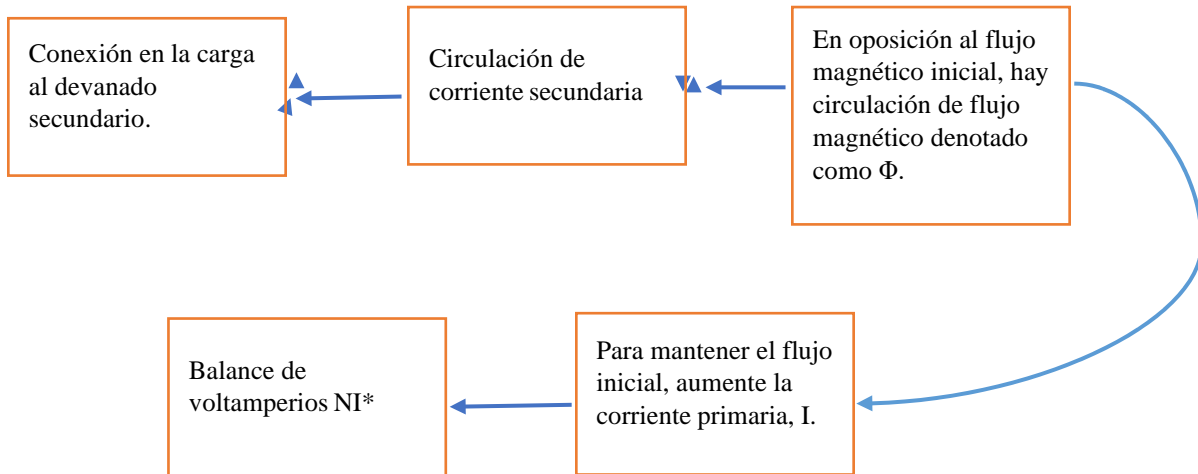 Conexión en la carga
al devanado
secundario.
Circulación de
corriente secundaria
En oposición al flujo
magnético inicial, hay
circulación de flujo
magnético denotado
como Φ.
Para mantener el flujo
inicial, aumente la
corriente primaria, I.
Balance de
voltamperios NI*